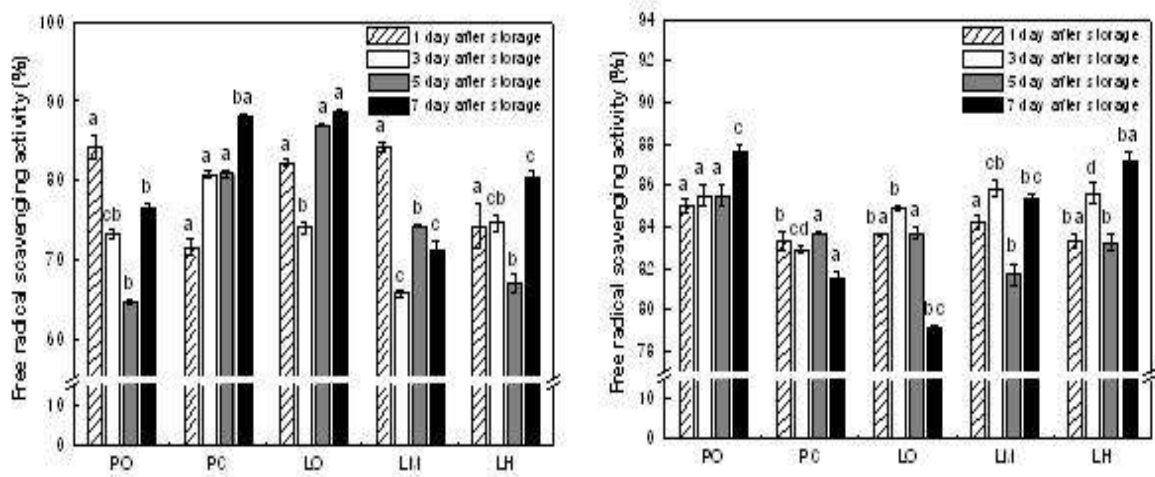 100
90
80
70
60
10
0
Free radical scavenging activity (%)
1 day after storage
3 day after storage
5 day after storage
7 day after storage
a
cb
b
b
a
a
a
ba
a
b
a
a
a
c
b
c
a
cb
b
c
PO
PC
LO
LM
LH
94
92
90
88
86
84
82
80
78
10
0
Free radical scavenging activity (%)
1 day after storage
3 day after storage
5 day after storage
7 day after storage
a
a
a
c
b
cd
a
a
ba
b
a
bc
a
cb
b
bc
ba
d
b
ba
PO
PC
LO
LM
LH